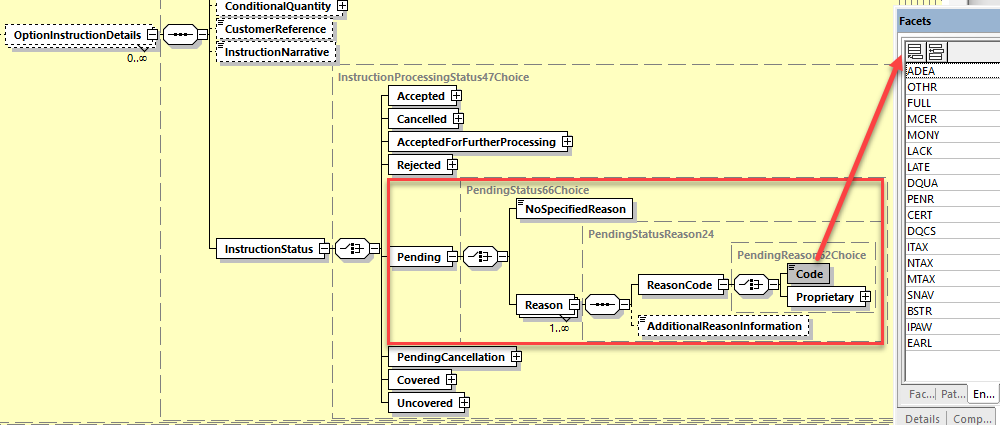 ConditionalQuantity
OptionInstructionDetails
0..∞
CustomerReference
InstructionNarrative
InstructionProcessingStatus47Choice
Accepted
Cancelled
AcceptedForFurtherProcessing
Rejected
PendingStatus66Choice
NoSpecifiedReason
PendingStatusReason24
InstructionStatus
Pending
PendingReason62Choice
Code
ReasonCode
Proprietary
Reason
1..∞
AdditionalReasonInformation
PendingCancellation
Covered
Uncovered
Facets
ADEA
OTHR
FULL
MCER
MONY
LACK
LATE
DQUA
PENR
CERT
DQCS
ITAX
NTAX
MTAX
SNAV
BSTR
IPAW
EARL
Fac... Pat... En...
Details Comp...